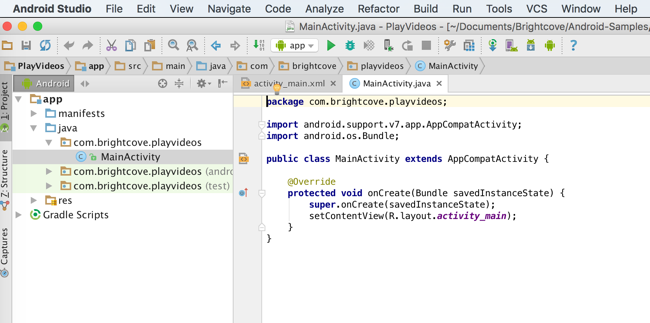 Android Studio File Edit View Navigate Code Analyze Refactor Build Run Tools VCS Window Help
MainActivity.java - PlayVideos - [~/Documents/Brightcove/Android-Samples/
app
PlayVideos app src main java com brightcove playvideos MainActivity
Android
activity_main.xml MainActivity.java
1: Project
7: Structure
Captures
app
manifests
java
com.brightcove.playvideos
MainActivity
com.brightcove.playvideos (andro
com.brightcove.playvideos (test)
res
Gradle Scripts
package com.brightcove.playvideos;
import android.support.v7.app.AppCompatActivity;
import android.os.Bundle;
public class MainActivity extends AppCompatActivity {
@Override
protected void onCreate(Bundle savedInstanceState) {
super.onCreate(savedInstanceState);
setContentView(R.layout.activity_main);
}
}